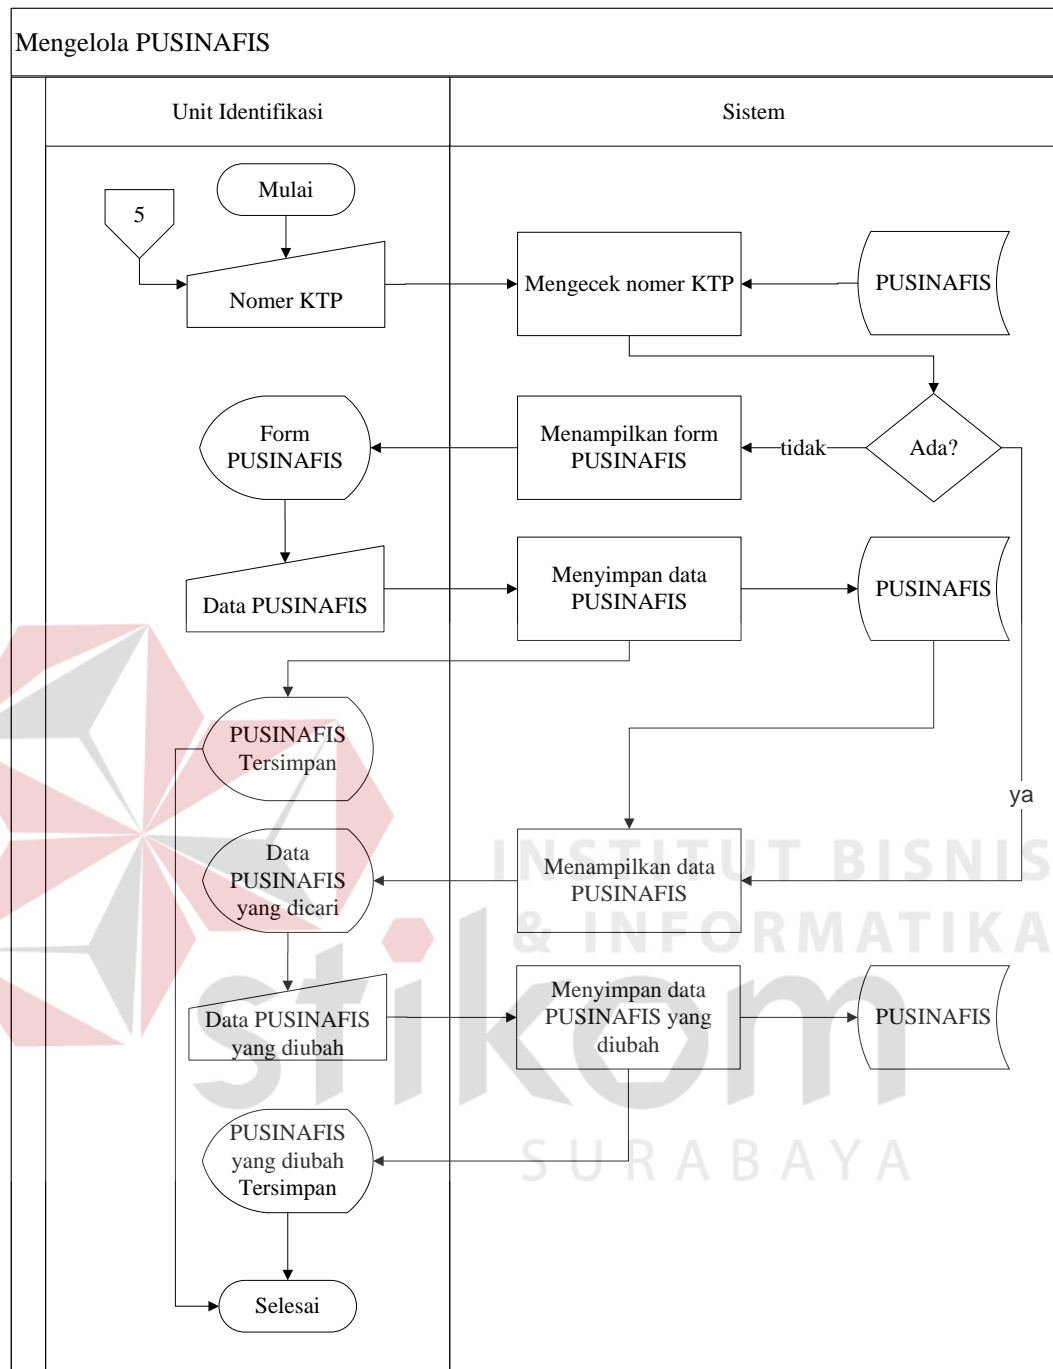 Mengelola PUSINAFIS
Unit Identifikasi
Sistem
Mulai
5
Nomer KTP
Mengecek nomer KTP
PUSINAFIS
Form
PUSINAFIS
Menampilkan form
PUSINAFIS
tidak
Ada?
Data PUSINAFIS
Menyimpan data
PUSINAFIS
PUSINAFIS
PUSINAFIS
Tersimpan
ya
Data
PUSINAFIS
yang dicari
Menampilkan data
PUSINAFIS
INSTITUT BISNIS
& INFORMATIKA
stikom
SURABAYA
Data PUSINAFIS
yang diubah
Menyimpan data
PUSINAFIS yang
diubah
PUSINAFIS
PUSINAFIS
yang diubah
Tersimpan
Selesai